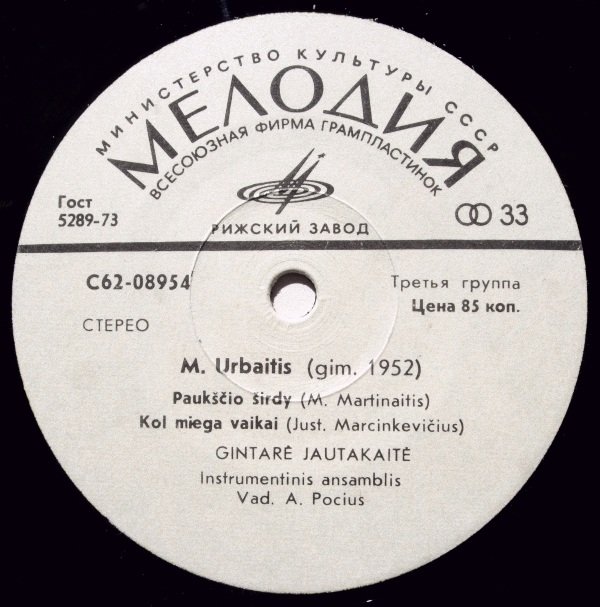 МИНИСТЕРСТВО КУЛЬТУРЫ СССР
МЕЛОДИЯ
ВСЕСОЮЗНАЯ ФИРМА ГРАМПЛАСТИНОК
РИЖСКИЙ ЗАВОД
Гост
5289-73
33
С62-08954
Третья группа
Цена 85 коп.
СТЕРЕО
M. Urbaitis (gim. 1952)
Paukščio širdy (M. Martinaitis)
Kol miega vaikai (Just. Marcinkevičius)
GINTARĖ JAUTAKAITĖ
Instrumentinis ansamblis
Vad. A. Pocius